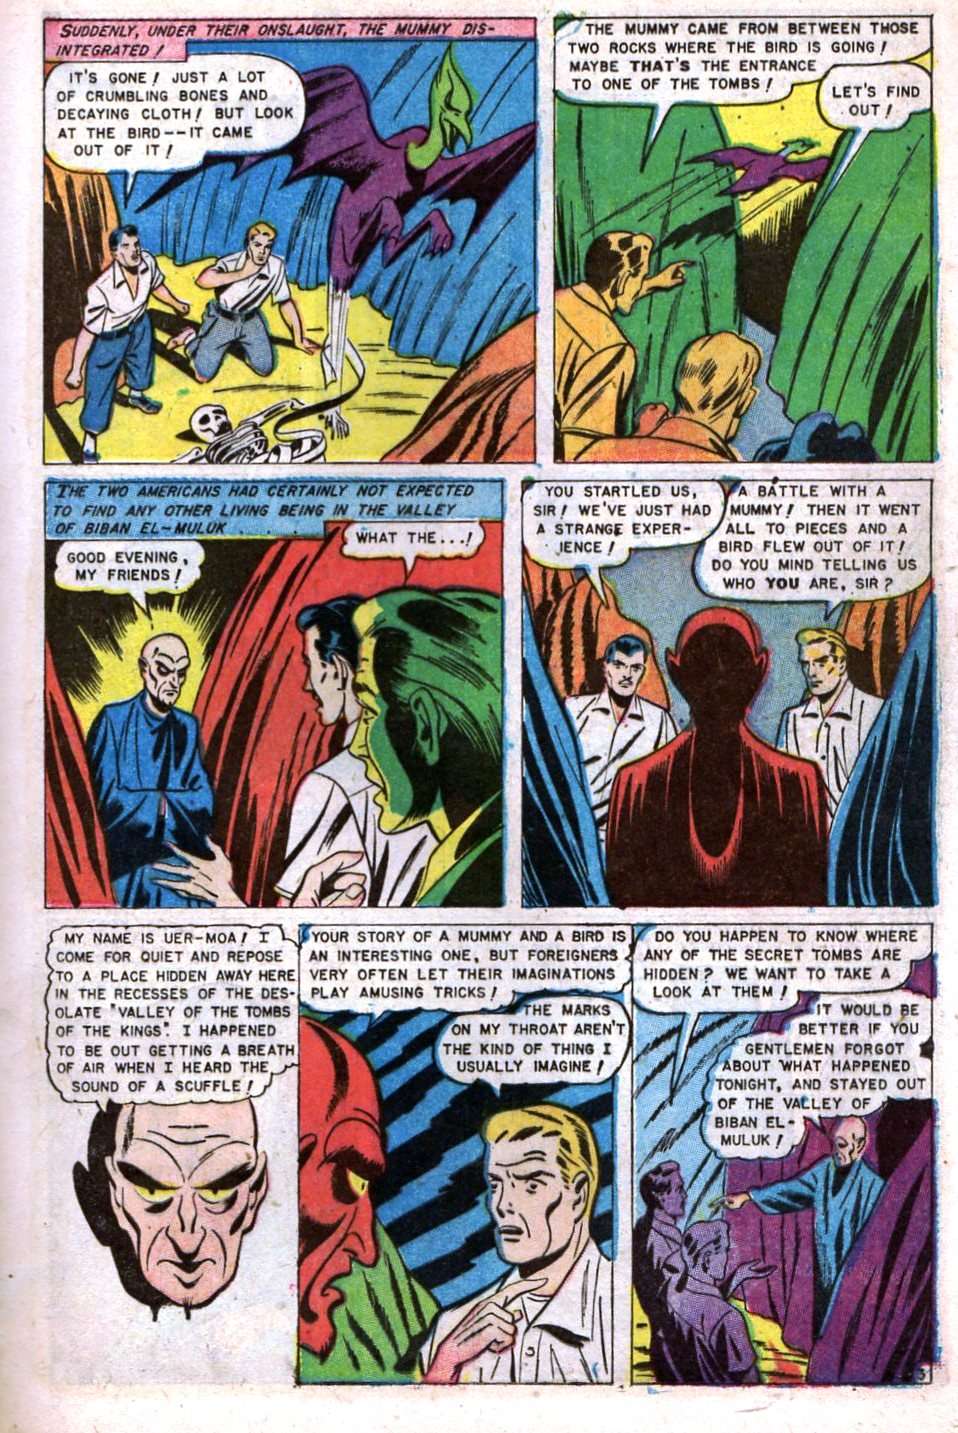 SUDDENLY, UNDER THEIR ONSLAUGHT, THE MUMMY DIS-
INTEGRATED!
IT'S GONE! JUST A LOT
OF CRUMBLING BONES AND
DECAYING CLOTH! BUT LOOK
AT THE BIRD--IT CAME
OUT OF IT!
THE MUMMY CAME FROM BETWEEN THOSE
TWO ROCKS WHERE THE BIRD IS GOING!
MAYBE THAT'S THE ENTRANCE
TO ONE OF THE TOMBS!
LET'S FIND
OUT!
THE TWO AMERICANS HAD CERTAINLY NOT EXPECTED
TO FIND ANY OTHER LIVING BEING IN THE VALLEY
OF BIBAN EL-MULUK . . . . .
GOOD EVENING,
MY FRIENDS!
WHAT THE...!
YOU STARTLED US,
SIR! WE'VE JUST HAD
A STRANGE EXPER-
IENCE!
A BATTLE WITH A
MUMMY! THEN IT WENT
ALL TO PIECES AND A
BIRD FLEW OUT OF IT!
DO YOU MIND TELLING US
WHO YOU ARE, SIR?
MY NAME IS UER-MOA! I
COME FOR QUIET AND REPOSE
TO A PLACE HIDDEN AWAY HERE
IN THE RECESSES OF THE DES-
OLATE "VALLEY OF THE TOMBS
OF THE KINGS". I HAPPENED
TO BE OUT GETTING A BREATH
OF AIR WHEN I HEARD THE
SOUND OF A SCUFFLE!
YOUR STORY OF A MUMMY AND A BIRD IS
AN INTERESTING ONE, BUT FOREIGNERS
VERY OFTEN LET THEIR IMAGINATIONS
PLAY AMUSING TRICKS!
THE MARKS
ON MY THROAT AREN'T
THE KIND OF THING I
USUALLY IMAGINE!
DO YOU HAPPEN TO KNOW WHERE
ANY OF THE SECRET TOMBS ARE
HIDDEN? WE WANT TO TAKE A
LOOK AT THEM!
IT WOULD BE
BETTER IF YOU
GENTLEMEN FORGOT
ABOUT WHAT HAPPENED
TONIGHT, AND STAYED OUT
OF THE VALLEY OF
BIBAN EL-
MULUK!
3